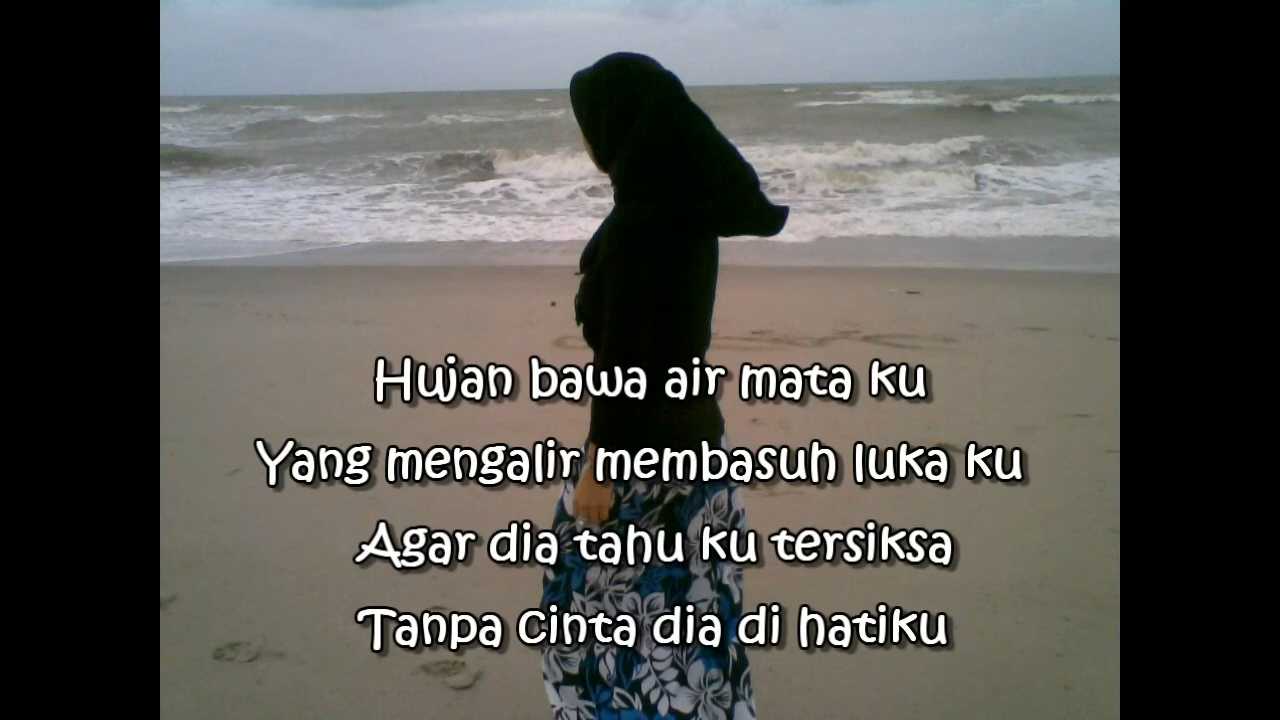 Hujan bawa air mata ku
Yang mengalir membasuh luka ku
Agar dia tahu ku tersiksa
Tanpa cinta dia di hatiku